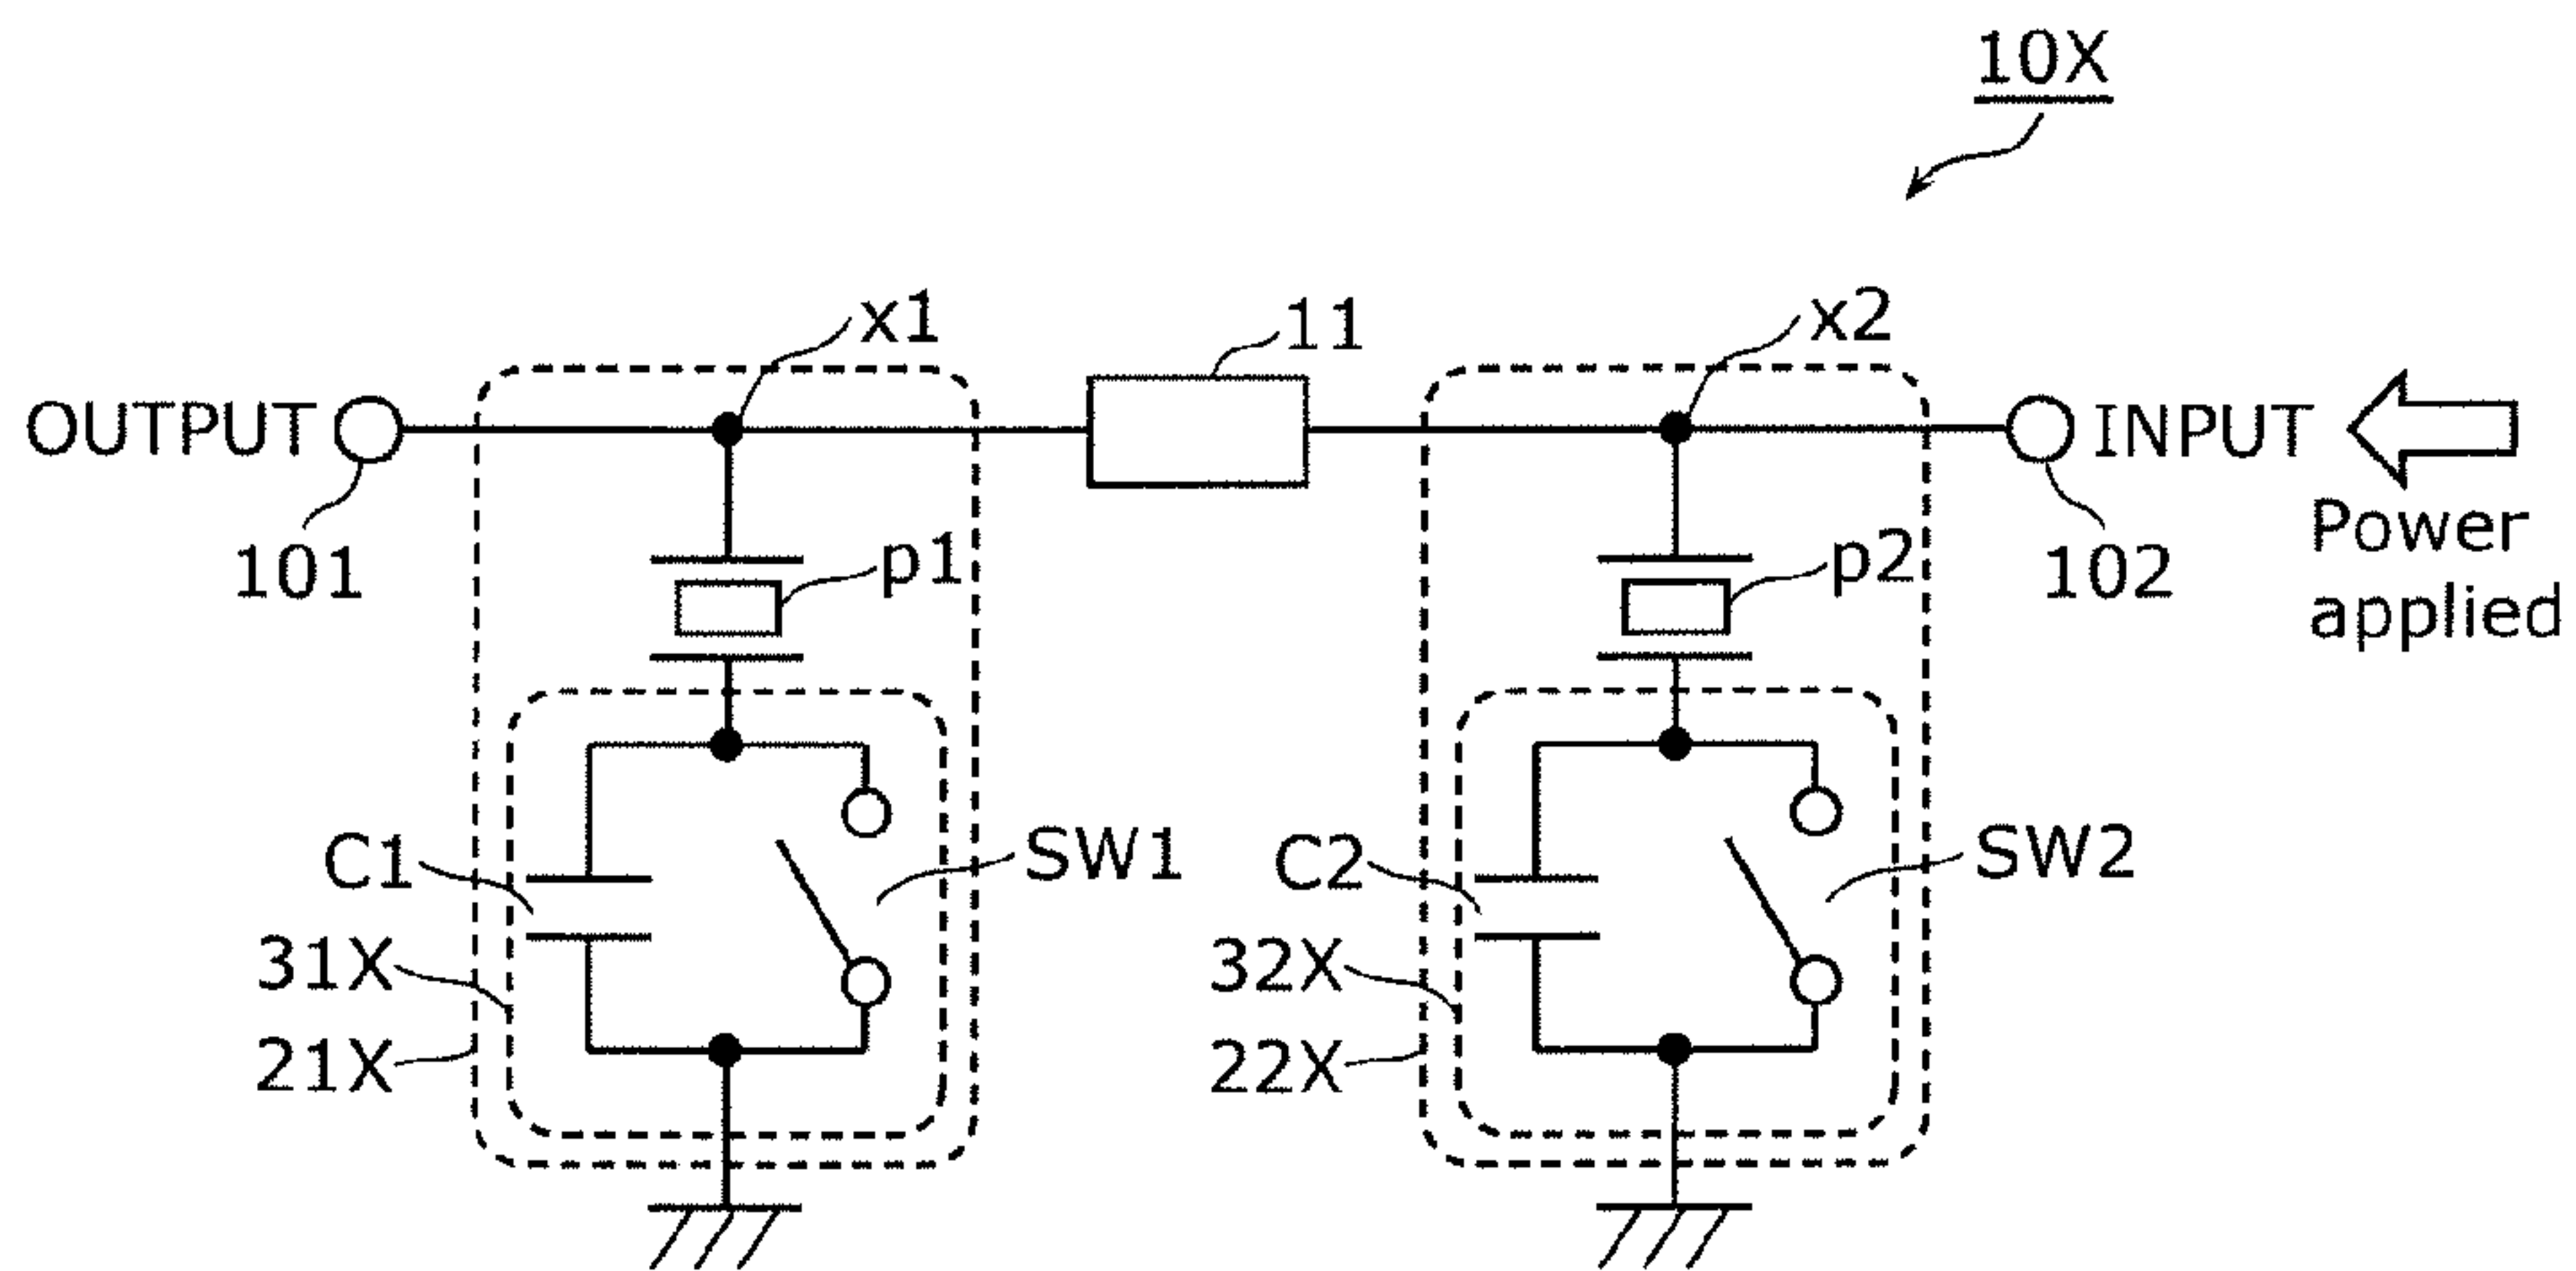 10X
x1
11
x2
OUTPUT
INPUT
101
p1
p2
102
Power
applied
C1
SW1
C2
SW2
31X
32X
21X
22X